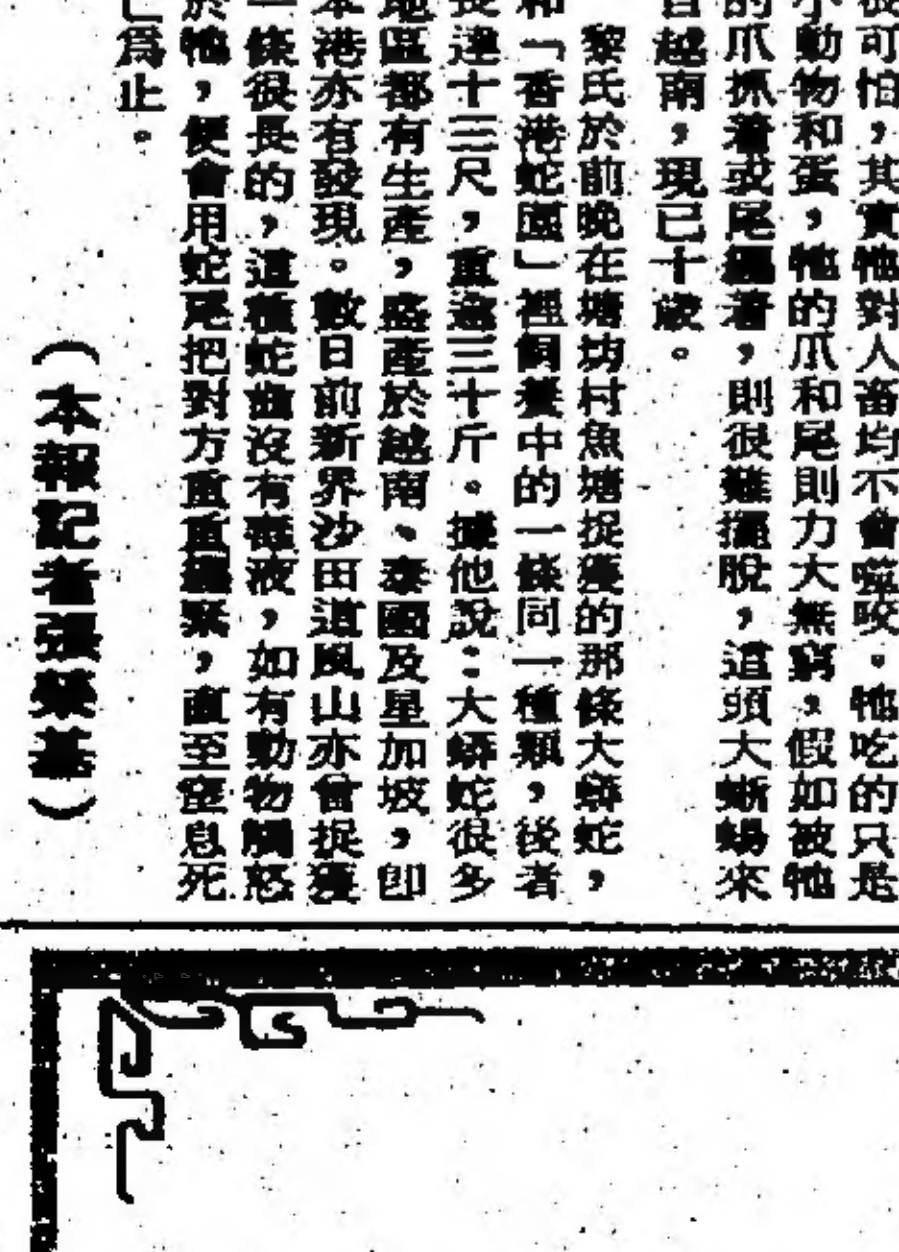 很可怕，其實牠對人畜均不會噬咬。牠吃的只是
小動物和蛋，牠的爪和尾則力大無窮。假如被牠
的爪抓着或尾纏着，則很難擺脫，這頭大蜥蜴來
自越南，現已十歲。
黎氏於前晚在塘坊村魚塘捉獲的那條大蟒蛇，
和「香港蛇園」裡飼養中的一條同一種類，後者
長達十三尺，重逾三十斤。據他說：大蟒蛇很多
地區都有生產，盛產於越南、泰國及星加坡，卽
本港亦有發現。數日前新界沙田道風山亦曾捉獲
一條很長的，這種蛇齒沒有毒液，如有動物觸怒
於牠，便會用蛇尾把對方重重纏緊，直至窒息死
亡爲止。
（本報記者張榮基）